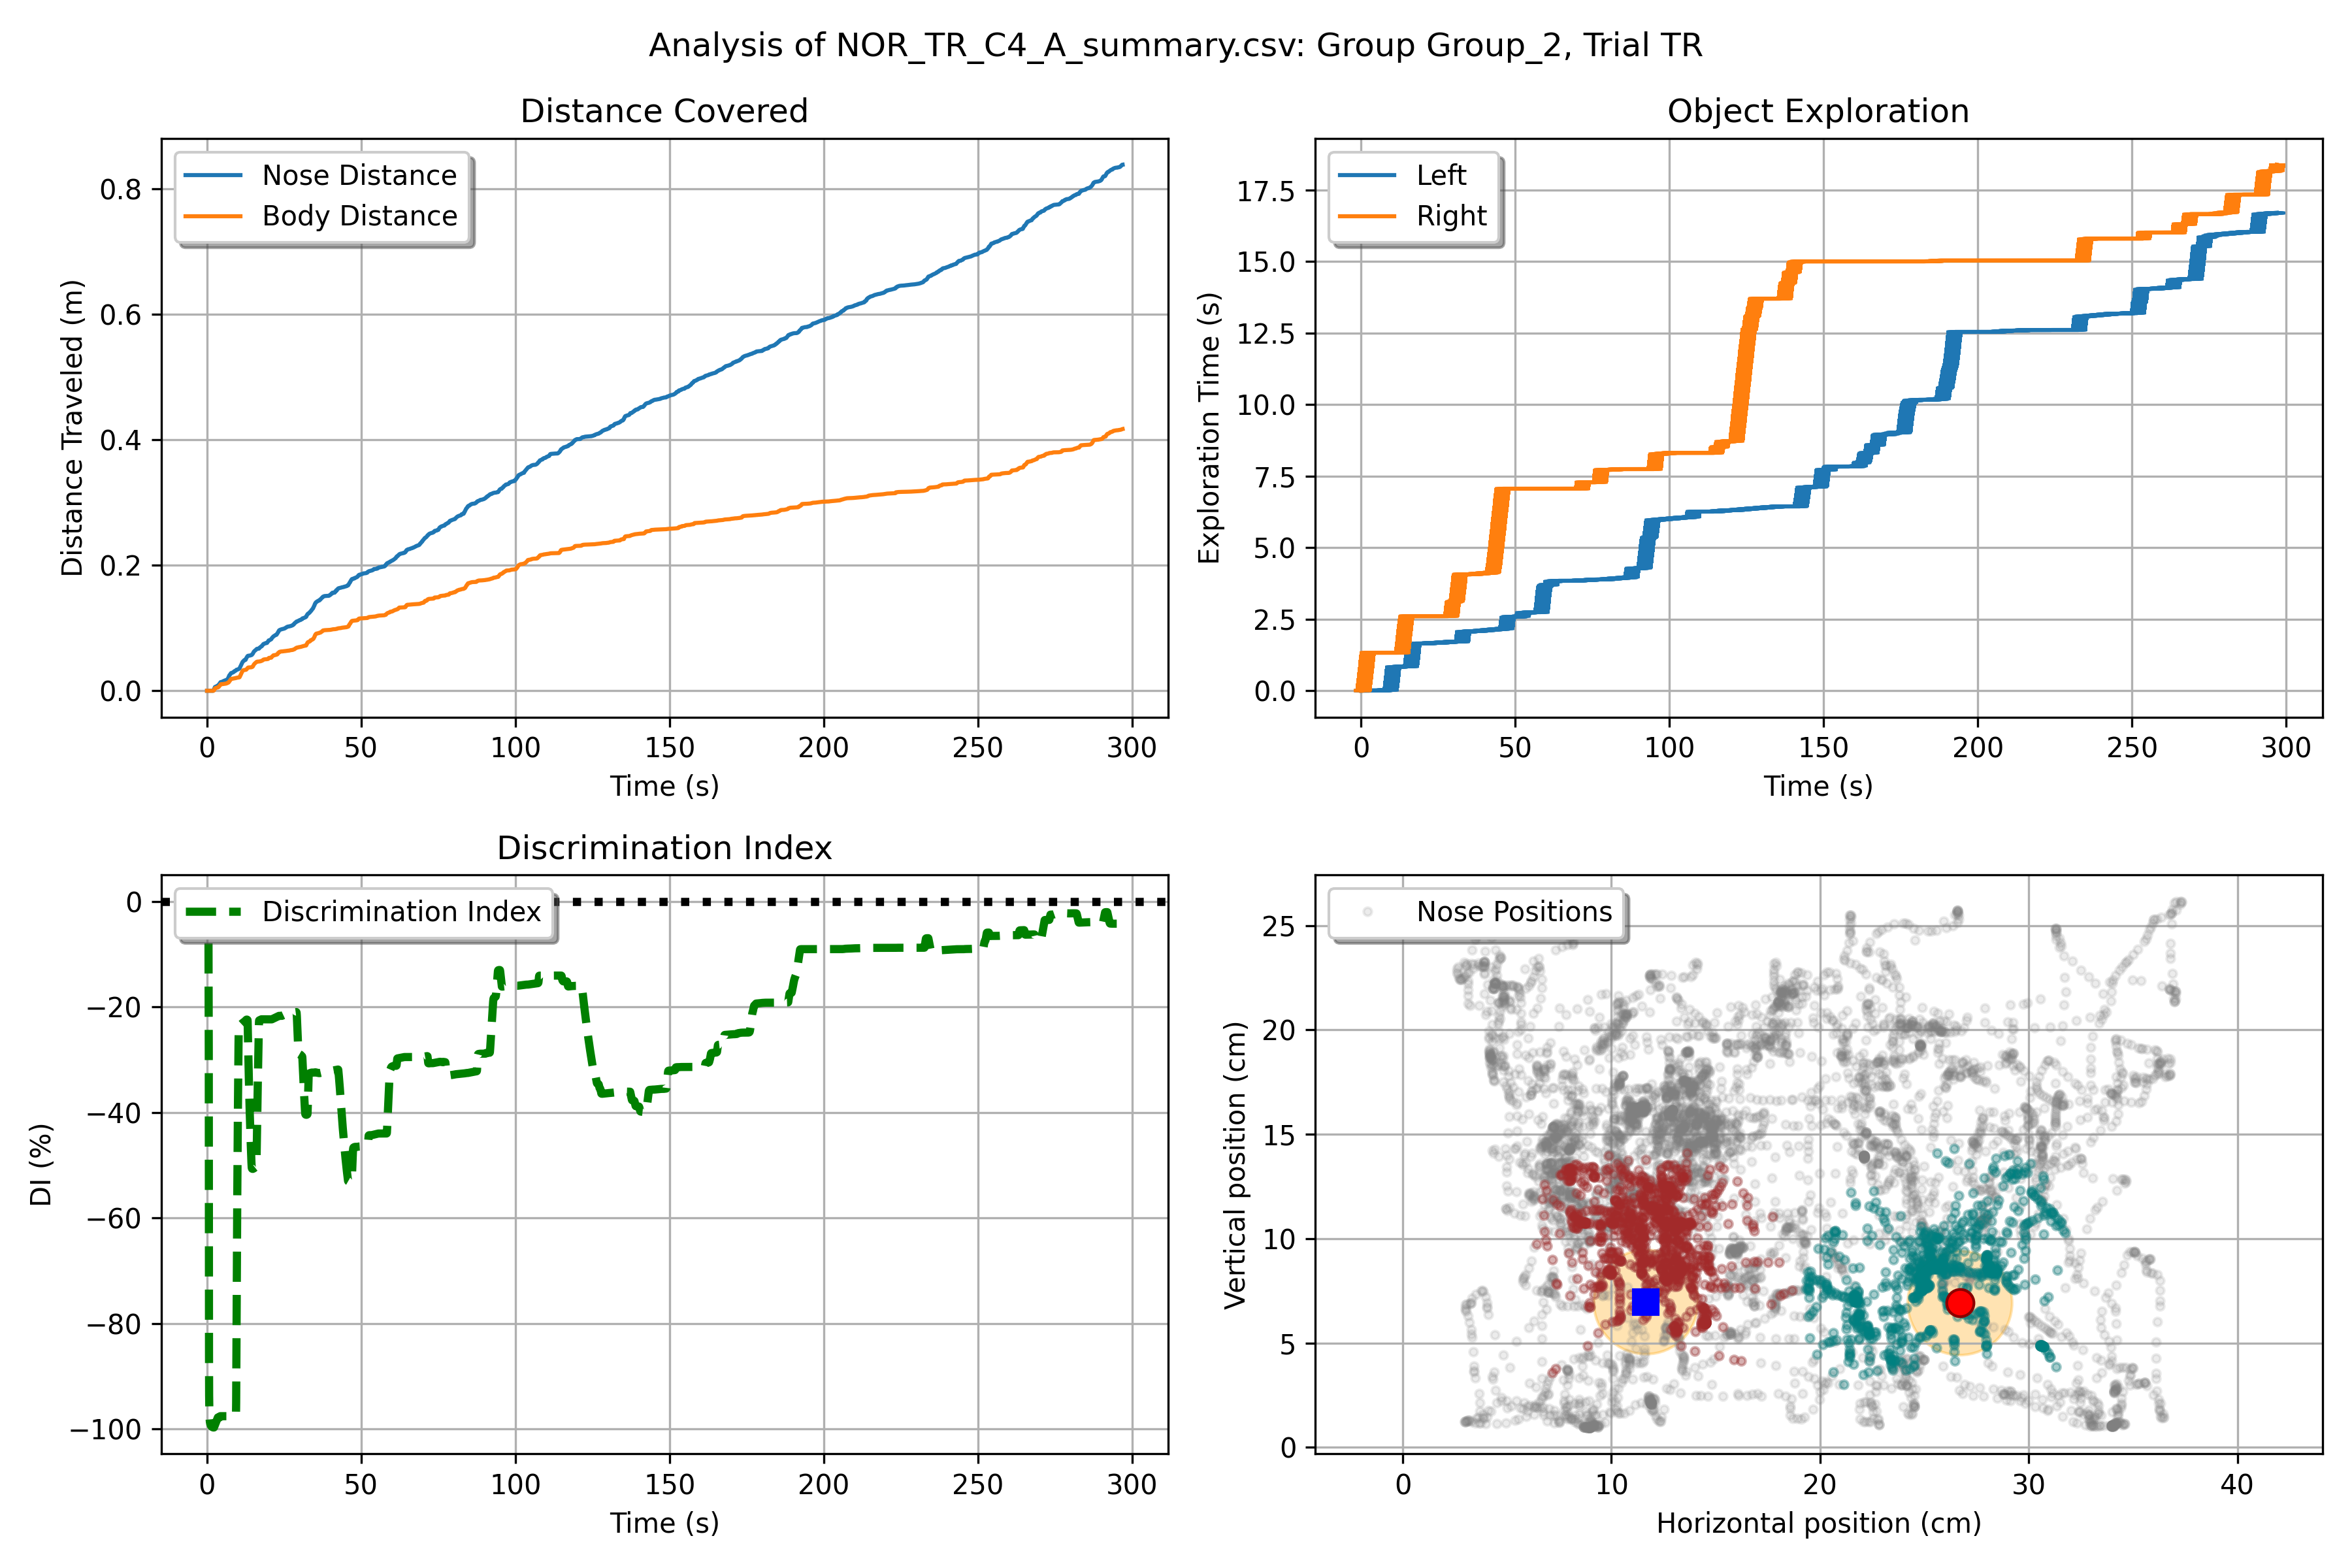 Analysis of NOR_TR_C4_A_summary.csv: Group Group_2, Trial TR
Distance Covered
Nose Distance
Body Distance
Distance Traveled (m)
0.8
0.6
0.4
0.2
0.0
0 50 100 150 200 250 300
Time (s)
Object Exploration
Left
Right
Exploration Time (s)
17.5
15.0
12.5
10.0
7.5
5.0
2.5
0.0
0 50 100 150 200 250 300
Time (s)
Discrimination Index
Discrimination Index
DI (%)
0
−20
−40
−60
−80
−100
0 50 100 150 200 250 300
Time (s)
Nose Positions
Vertical position (cm)
25
20
15
10
5
0
0 10 20 30 40
Horizontal position (cm)